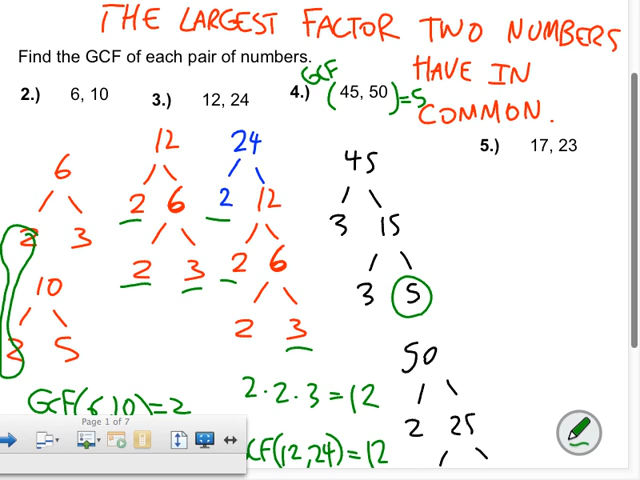 THE LARGEST FACTOR TWO NUMBERS
HAVE IN
COMMON.
Find the GCF of each pair of numbers.
2.) 6, 10
3.) 12, 24
4.) GCF (45, 50) = 5
5.) 17, 23
6
2 3
10
2 5
GCF(6,10)=2
12
2 6
2 3
24
2 12
2 6
2 3
2·2·3=12
CF(12,24)=12
45
3 15
3 5
50
2 25
Page 1 of 7